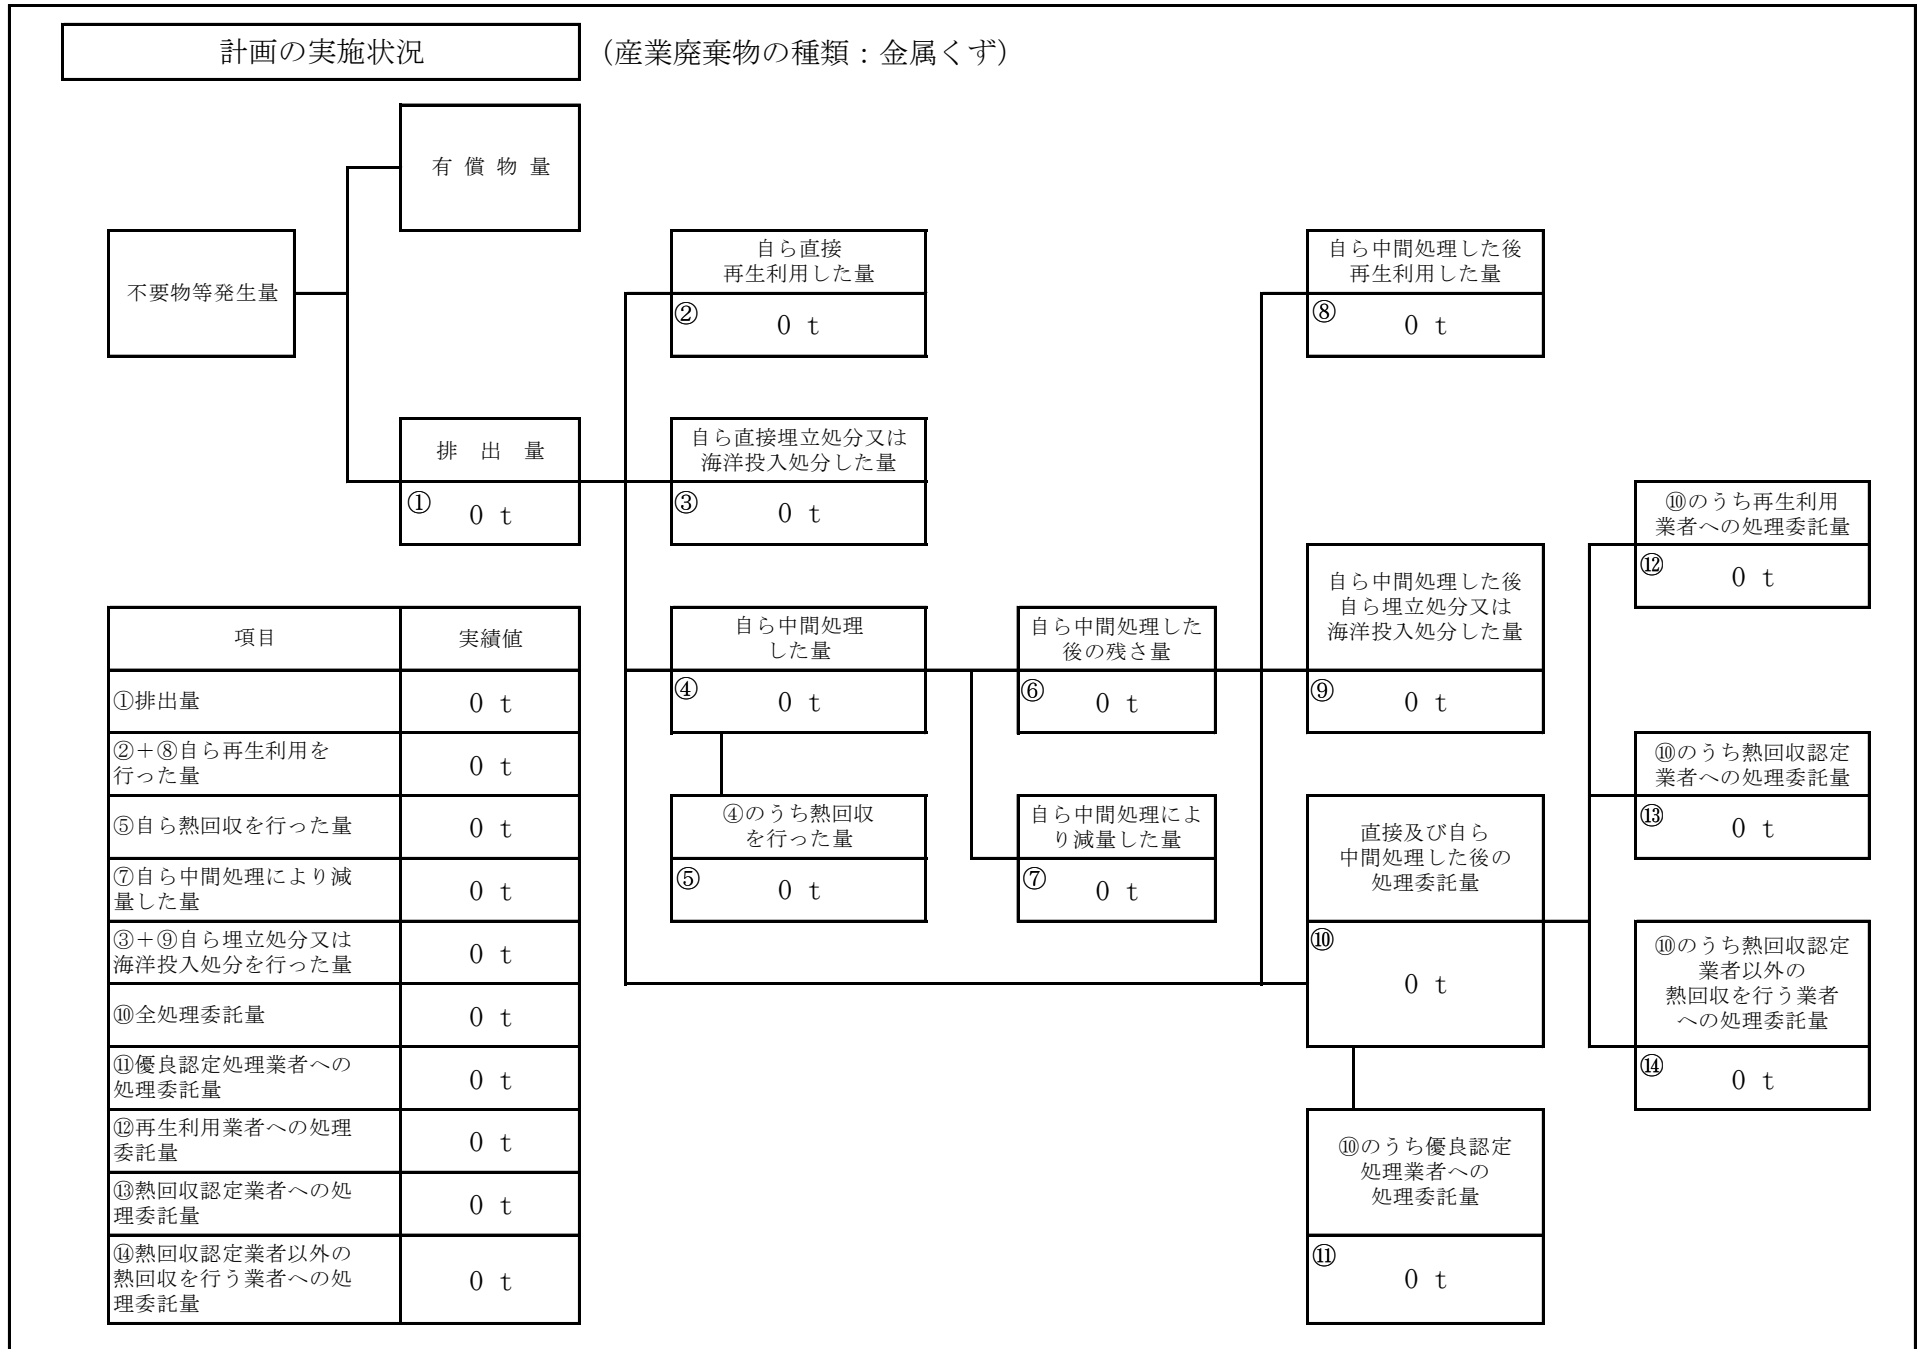 計画の実施状況
（産業廃棄物の種類：金属くず）
有 償 物 量
不要物等発生量
自ら直接
再生利用した量
② 0 t
自ら中間処理した後
再生利用した量
⑧ 0 t
排 出 量
① 0 t
自ら直接埋立処分又は
海洋投入処分した量
③ 0 t
⑩のうち再生利用
業者への処理委託量
⑫ 0 t
自ら中間処理した後
自ら埋立処分又は
海洋投入処分した量
⑨ 0 t
自ら中間処理
した量
④ 0 t
自ら中間処理した
後の残さ量
⑥ 0 t
⑩のうち熱回収認定
業者への処理委託量
⑬ 0 t
④のうち熱回収
を行った量
⑤ 0 t
自ら中間処理によ
り減量した量
⑦ 0 t
直接及び自ら
中間処理した後の
処理委託量
⑩ 0 t
⑩のうち熱回収認定
業者以外の
熱回収を行う業者
への処理委託量
⑭ 0 t
⑩のうち優良認定
処理業者への
処理委託量
⑪ 0 t
項目 実績値
①排出量 0 t
②＋⑧自ら再生利用を
行った量 0 t
⑤自ら熱回収を行った量 0 t
⑦自ら中間処理により減
量した量 0 t
③＋⑨自ら埋立処分又は
海洋投入処分を行った量 0 t
⑩全処理委託量 0 t
⑪優良認定処理業者への
処理委託量 0 t
⑫再生利用業者への処理
委託量 0 t
⑬熱回収認定業者への処
理委託量 0 t
⑭熱回収認定業者以外の
熱回収を行う業者への処
理委託量 0 t